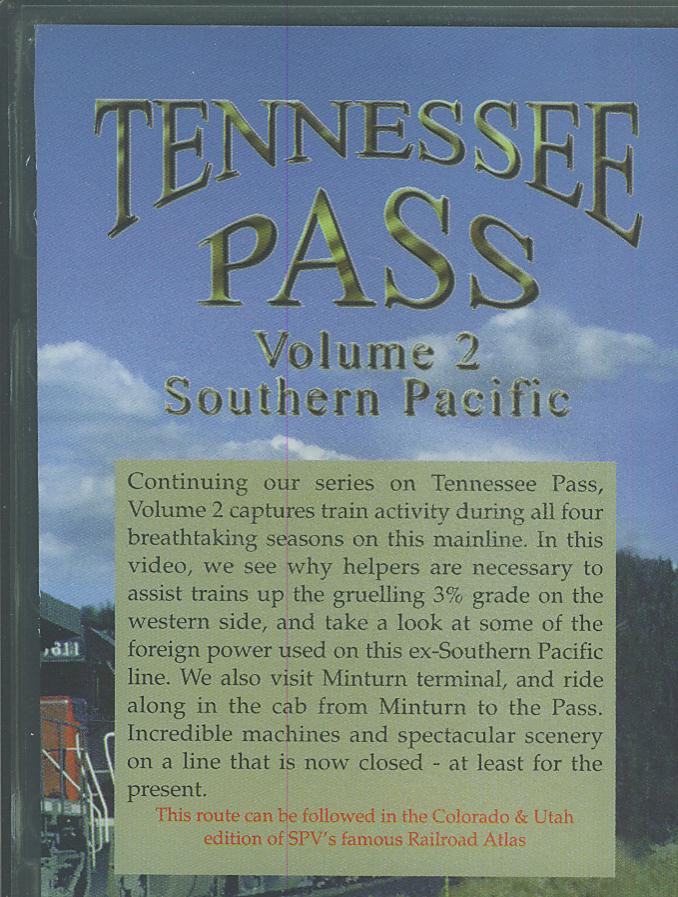 TENNESSEE
PASS
Volume 2
Southern Pacific
Continuing our series on Tennessee Pass,
Volume 2 captures train activity during all four
breathtaking seasons on this mainline. In this
video, we see why helpers are necessary to
assist trains up the gruelling 3% grade on the
western side, and take a look at some of the
foreign power used on this ex-Southern Pacific
line. We also visit Minturn terminal, and ride
along in the cab from Minturn to the Pass.
Incredible machines and spectacular scenery
on a line that is now closed - at least for the
present.
This route can be followed in the Colorado & Utah
edition of SPV's famous Railroad Atlas